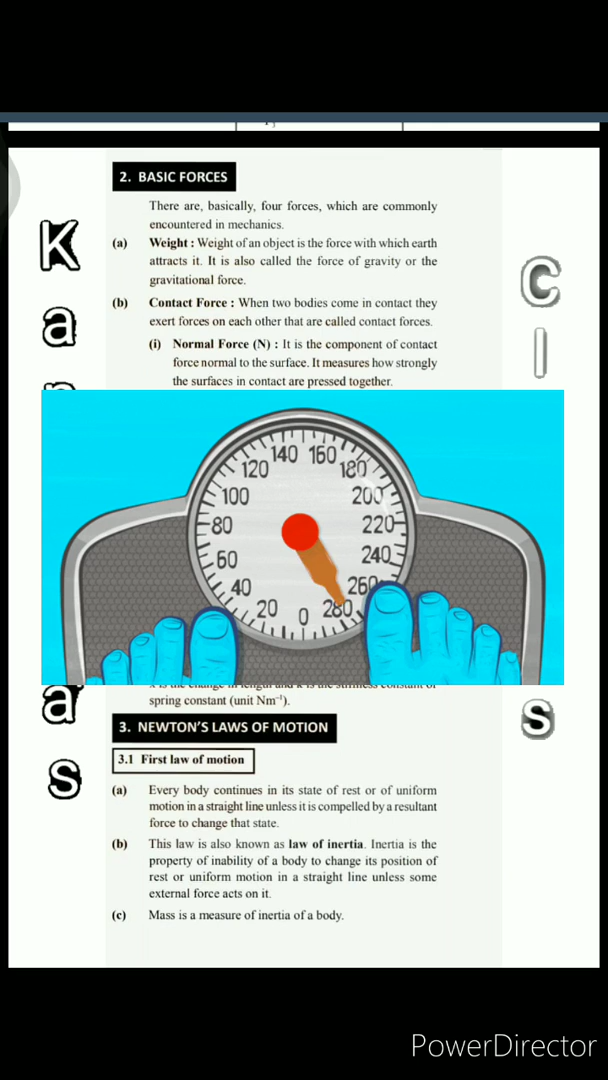 2. BASIC FORCES
There are, basically, four forces, which are commonly
encountered in mechanics.
(a) Weight : Weight of an object is the force with which earth
attracts it. It is also called the force of gravity or the
gravitational force.
(b) Contact Force : When two bodies come in contact they
exert forces on each other that are called contact forces.
(i) Normal Force (N) : It is the component of contact
force normal to the surface. It measures how strongly
the surfaces in contact are pressed together.
K
a
C
l
0
20
40
60
80
100
120
140
160
180
200
220
240
260
280
spring constant (unit Nm⁻¹).
a
s
s
3. NEWTON'S LAWS OF MOTION
3.1 First law of motion
(a) Every body continues in its state of rest or of uniform
motion in a straight line unless it is compelled by a resultant
force to change that state.
(b) This law is also known as law of inertia. Inertia is the
property of inability of a body to change its position of
rest or uniform motion in a straight line unless some
external force acts on it.
(c) Mass is a measure of inertia of a body.
PowerDirector